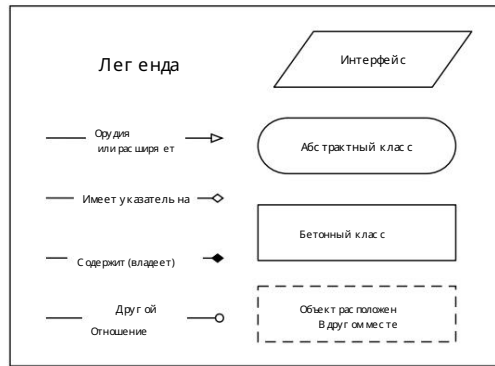 Легенда
Интерфейс
Орудия
или расширяет
Абстрактный класс
Имеет указатель на
Бетонный класс
Содержит (владеет)
Другой
Отношение
Объект расположен
В другом месте